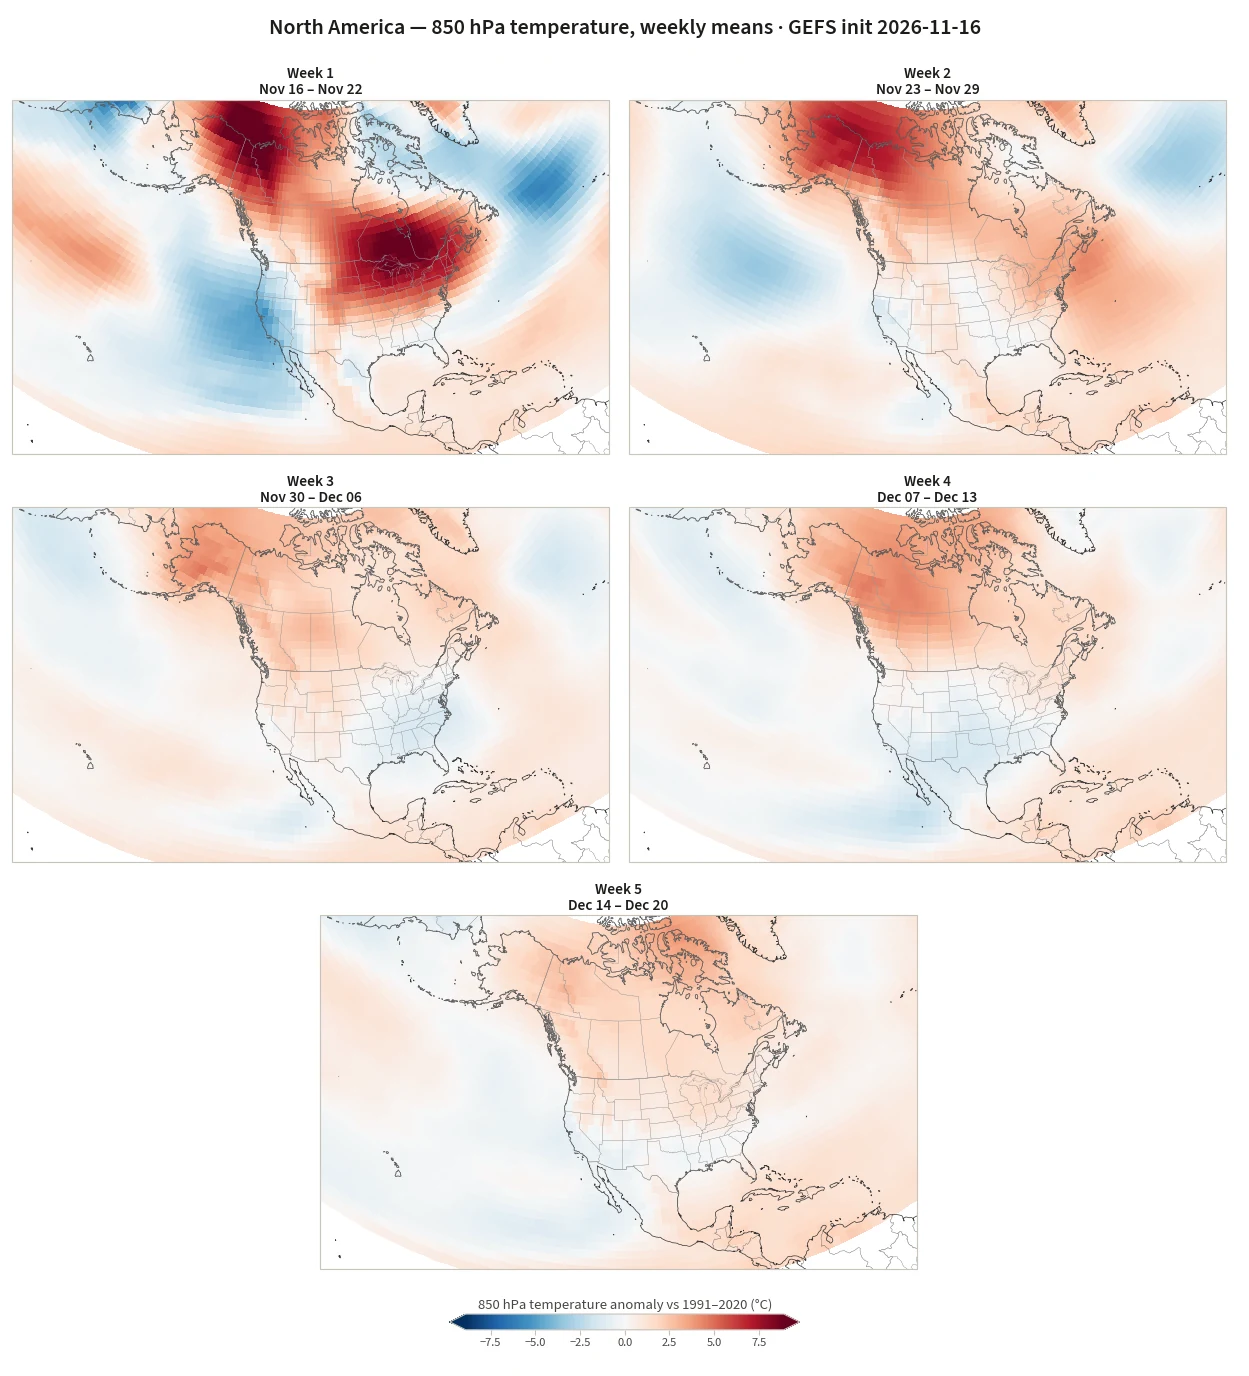 North America — 850 hPa temperature, weekly means · GEFS init 2026-11-16
Week 1
Nov 16 – Nov 22
Week 2
Nov 23 – Nov 29
Week 3
Nov 30 – Dec 06
Week 4
Dec 07 – Dec 13
Week 5
Dec 14 – Dec 20
850 hPa temperature anomaly vs 1991–2020 (°C)
−7.5 −5.0 −2.5 0.0 2.5 5.0 7.5